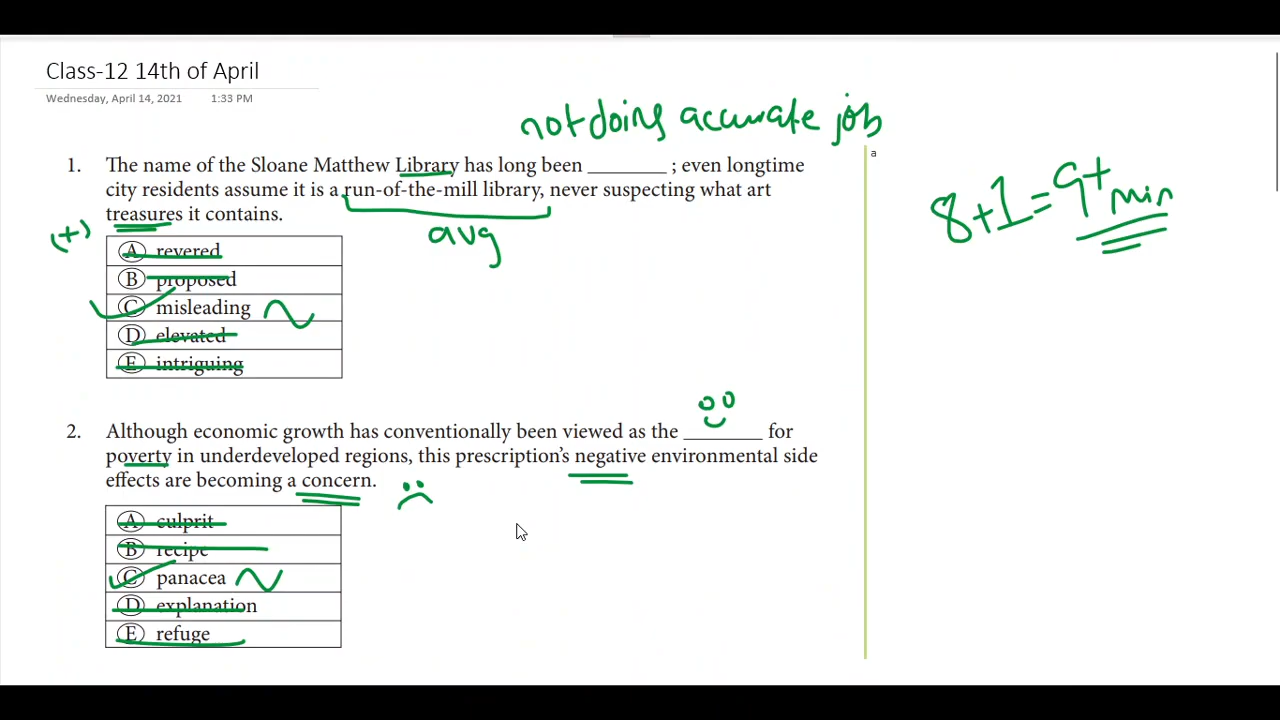 Class-12 14th of April
Wednesday, April 14, 2021 1:33 PM
not doing accurate job
a
1. The name of the Sloane Matthew Library has long been ________ ; even longtime
city residents assume it is a run-of-the-mill library, never suspecting what art
treasures it contains.
8+1=9+ min
(+)
avg
A revered
B proposed
C misleading
D elevated
E intriguing
2. Although economic growth has conventionally been viewed as the ________ for
poverty in underdeveloped regions, this prescription's negative environmental side
effects are becoming a concern.
A culprit
B recipe
C panacea
D explanation
E refuge